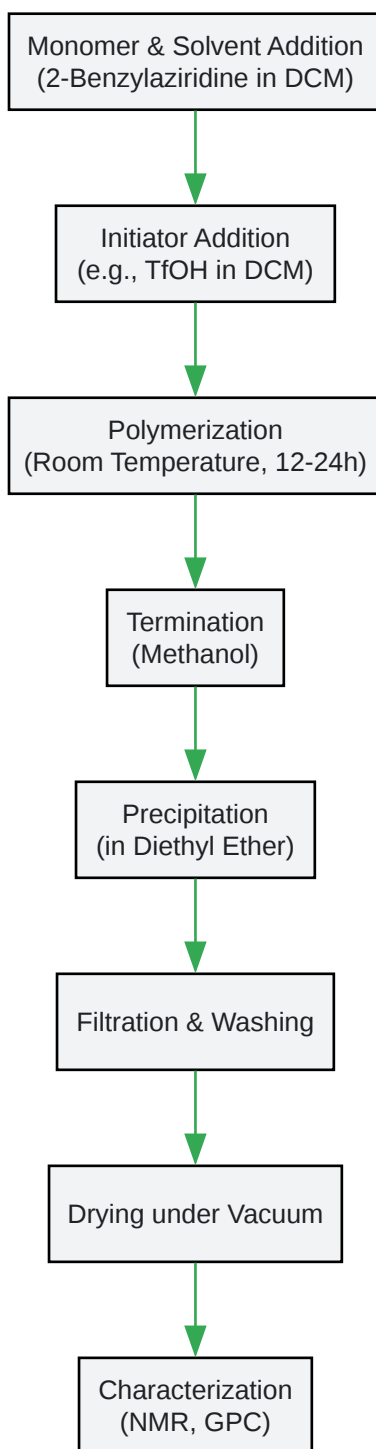 Monomer & Solvent Addition
(2-Benzylaziridine in DCM)
Initiator Addition
(e.g., TfOH in DCM)
Polymerization
(Room Temperature, 12-24h)
Termination
(Methanol)
Precipitation
(in Diethyl Ether)
Filtration & Washing
Drying under Vacuum
Characterization
(NMR, GPC)